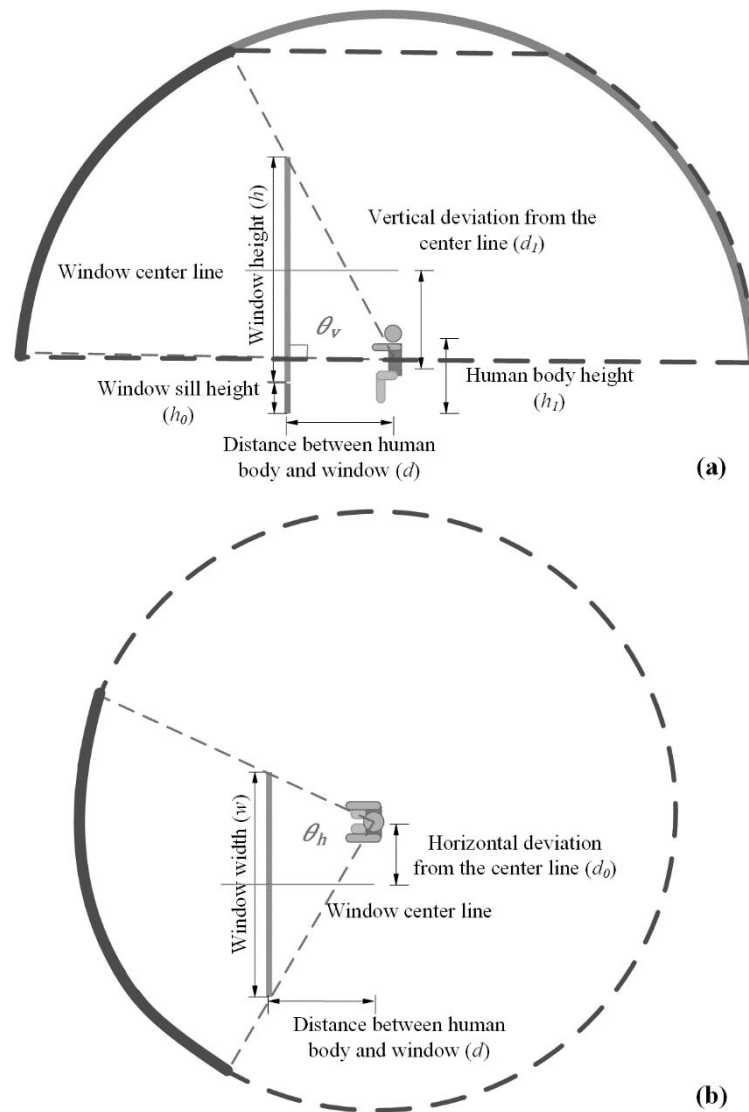 Window height (h)
Vertical deviation from the
center line (d₁)
Window center line
θᵥ
Window sill height
(h₀)
Human body height
(h₁)
Distance between human
body and window (d)
(a)
Window width (w)
θₕ
Horizontal deviation
from the center line (d₀)
Window center line
Distance between human
body and window (d)
(b)